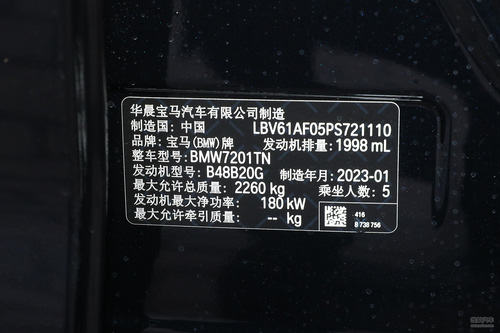 华晨宝马汽车有限公司制造
制造国：中国 LBV61AF05PS721110
品牌：宝马(BMW)牌 发动机排量：1998 mL
整车型号：BMW7201TN
发动机型号：B48B20G 制造年月：2023-01
最大允许总质量：2260 kg 乘坐人数：5
发动机最大净功率：180 kW
最大允许牵引质量：-- kg
416
8 738 756